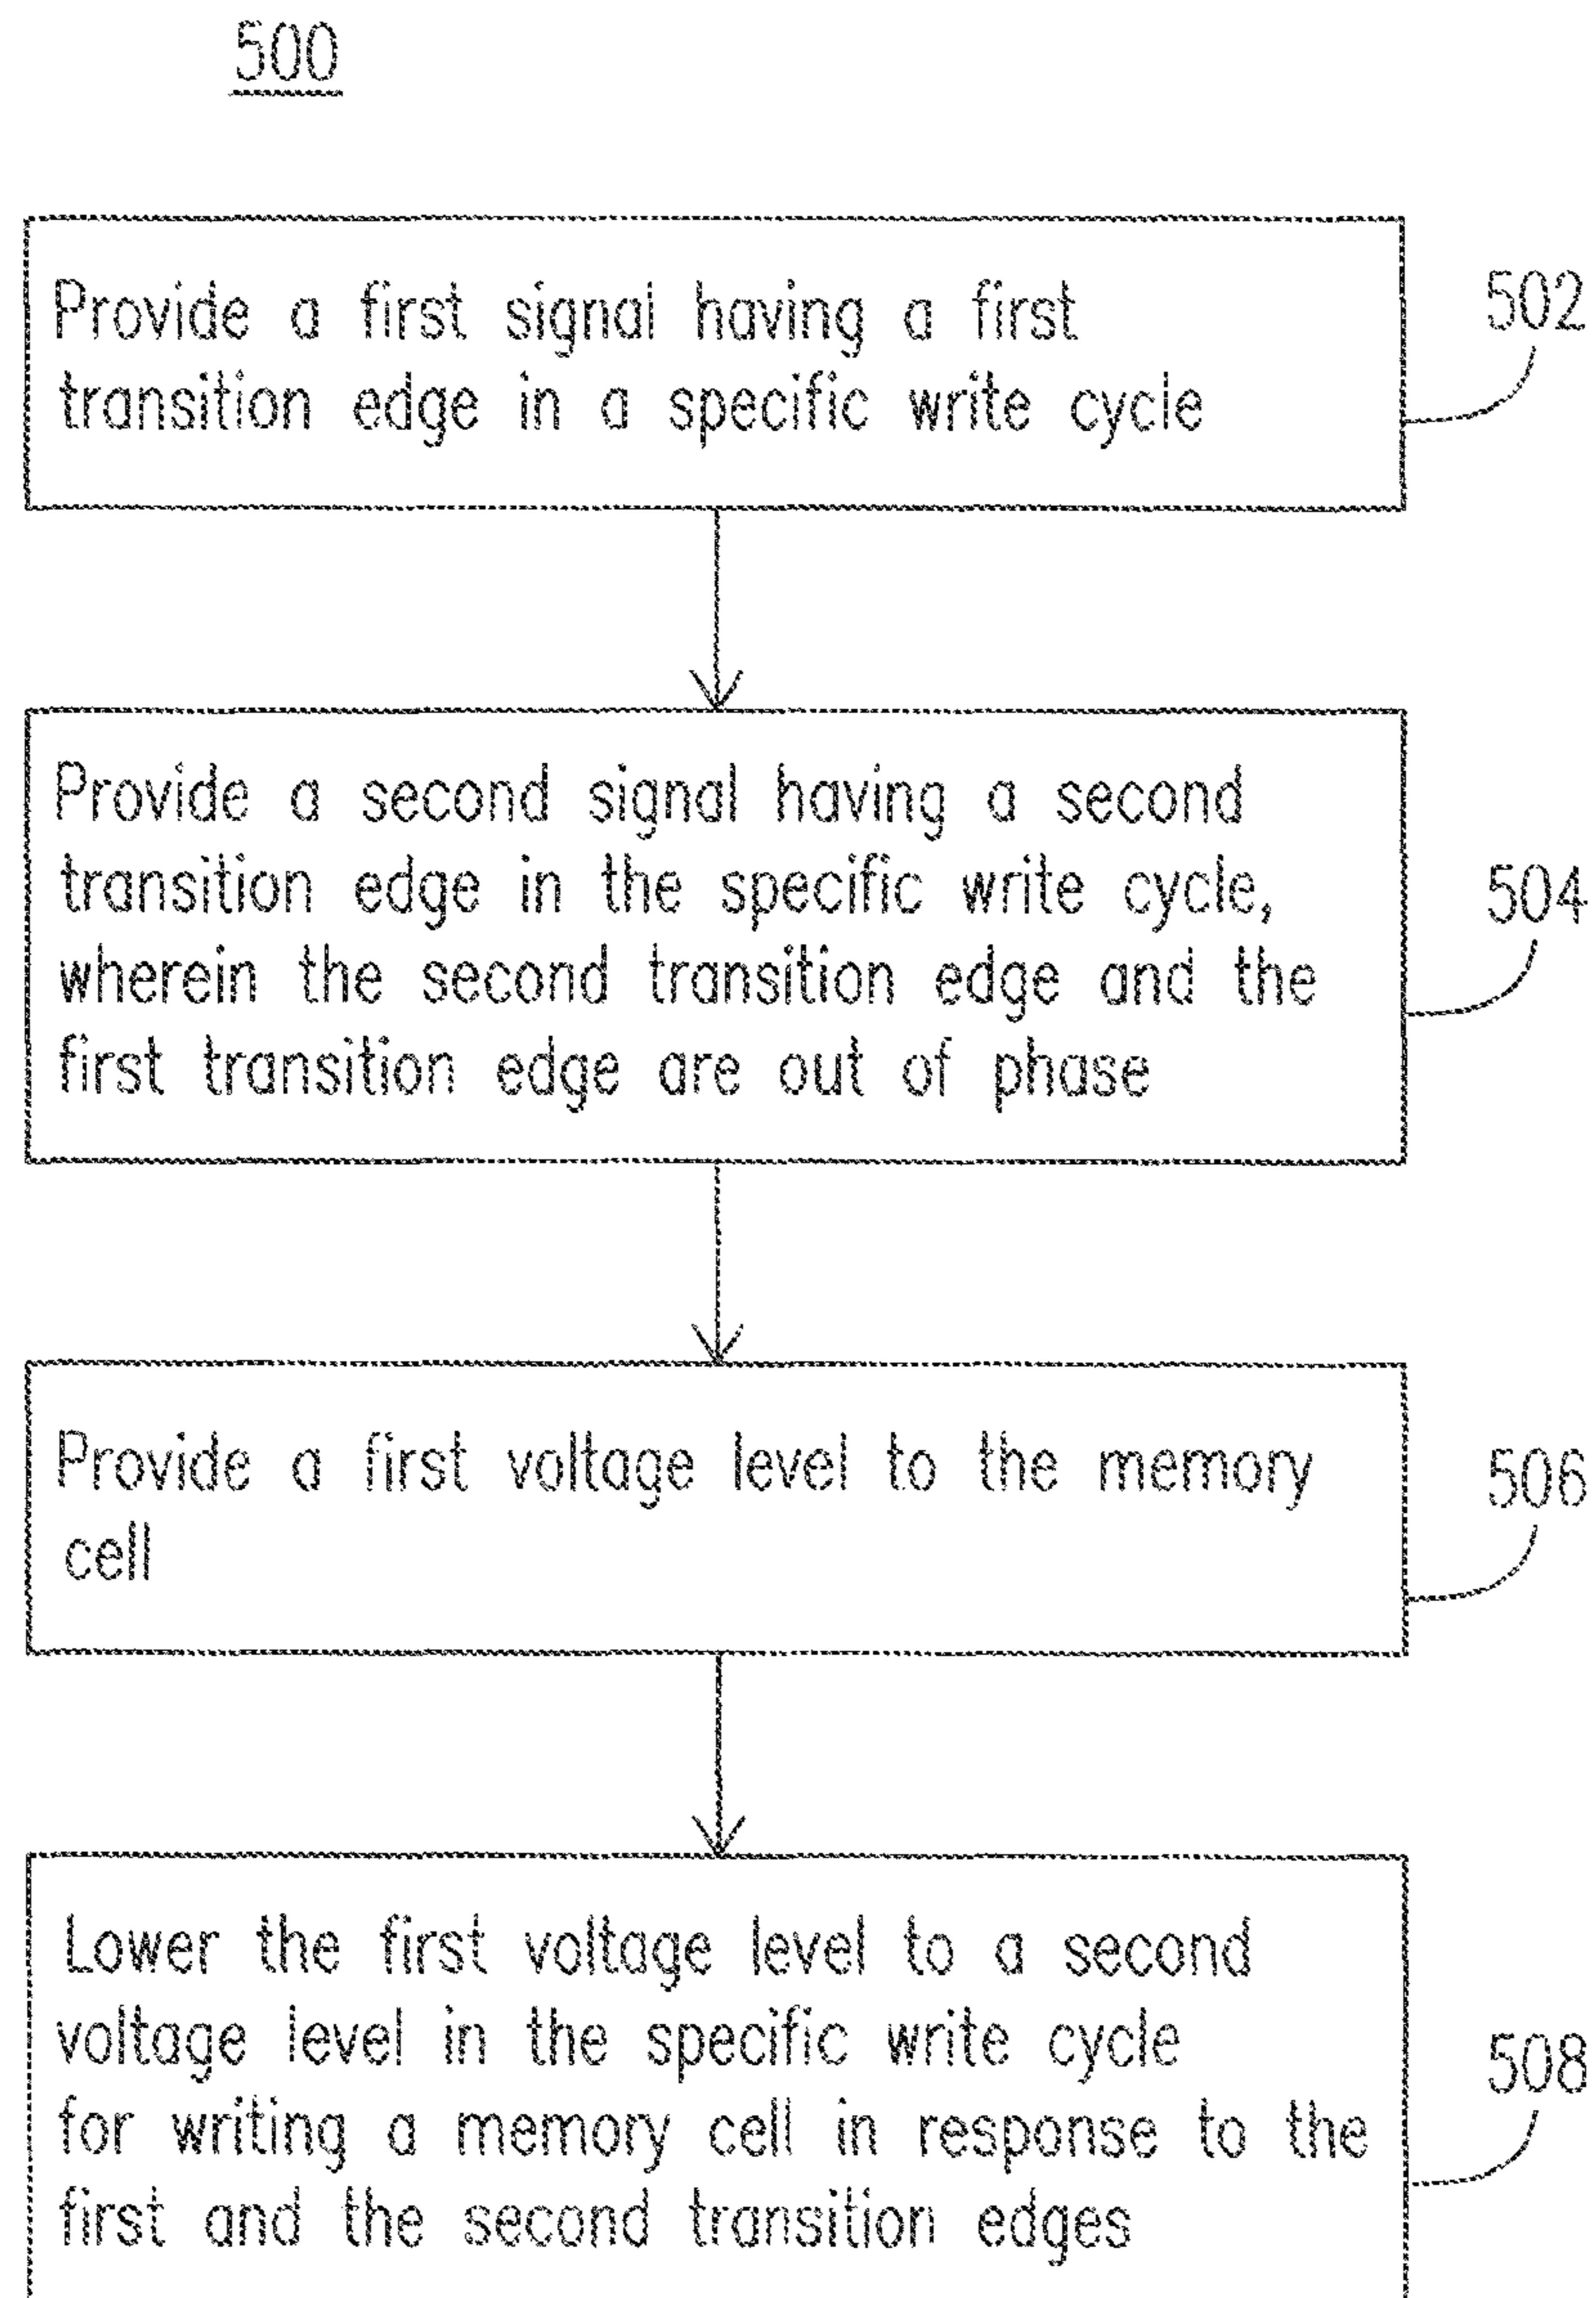 500
Provide a first signal having a first
transition edge in a specific write cycle
502
Provide a second signal having a second
transition edge in the specific write cycle,
wherein the second transition edge and the
first transition edge are out of phase
504
Provide a first voltage level to the memory
cell
506
Lower the first voltage level to a second
voltage level in the specific write cycle
for writing a memory cell in response to the
first and the second transition edges
508